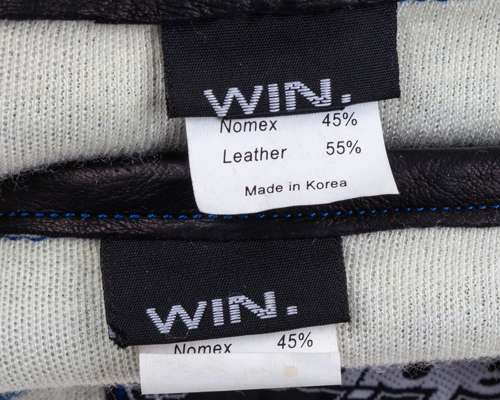 WIN.
Nomex 45%
Leather 55%
Made in Korea
WIN.
Nomex 45%